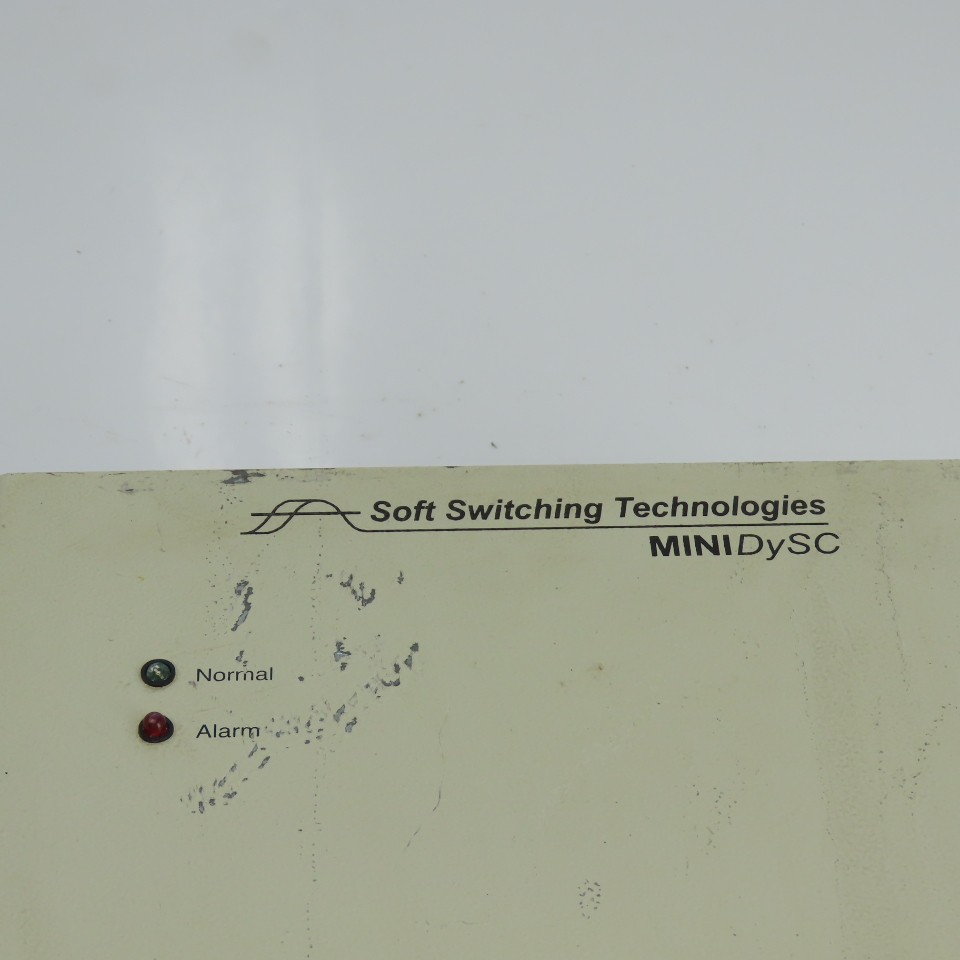 Soft Switching Technologies
MINIDySC
Normal
Alarm